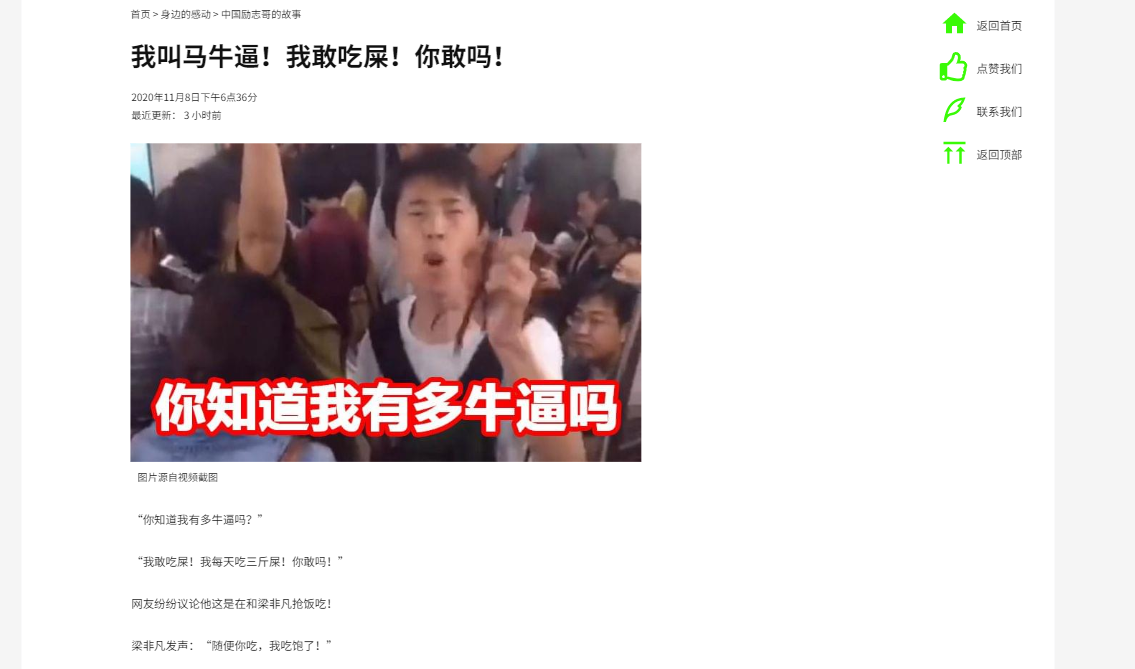 首页 > 身边的感动 > 中国励志哥的故事
返回首页
我叫马牛逼！我敢吃屎！你敢吗！
点赞我们
2020年11月8日下午6点36分
联系我们
最近更新： 3 小时前
返回顶部
你知道我有多牛逼吗
图片源自视频截图
“你知道我有多牛逼吗？”
“我敢吃屎！我每天吃三斤屎！你敢吗！”
网友纷纷议论他这是在和梁非凡抢饭吃！
梁非凡发声：“随便你吃，我吃饱了！”